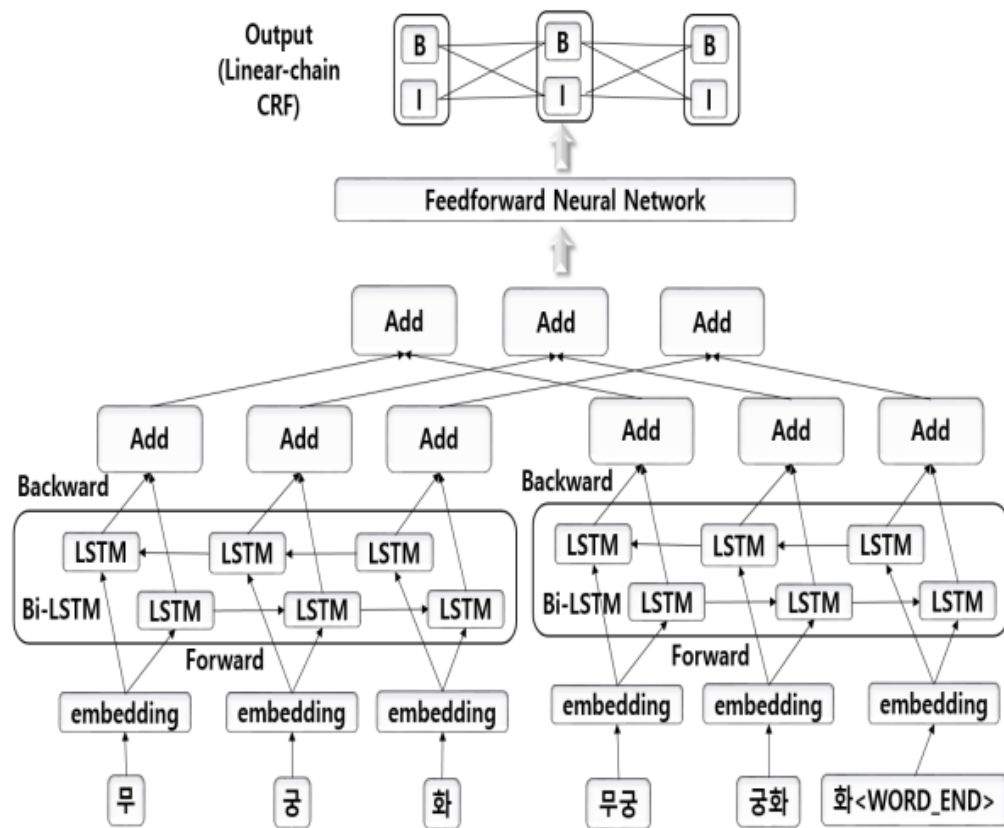 Output
(Linear-chain
CRF)
B B B
I I I
Feedforward Neural Network
Add Add Add
Add Add Add Add Add Add
Backward Backward
LSTM LSTM LSTM LSTM LSTM LSTM
Bi-LSTM LSTM LSTM LSTM Bi-LSTM LSTM LSTM LSTM
Forward Forward
embedding embedding embedding embedding embedding embedding
무 궁 화 무궁 궁화 화<WORD_END>